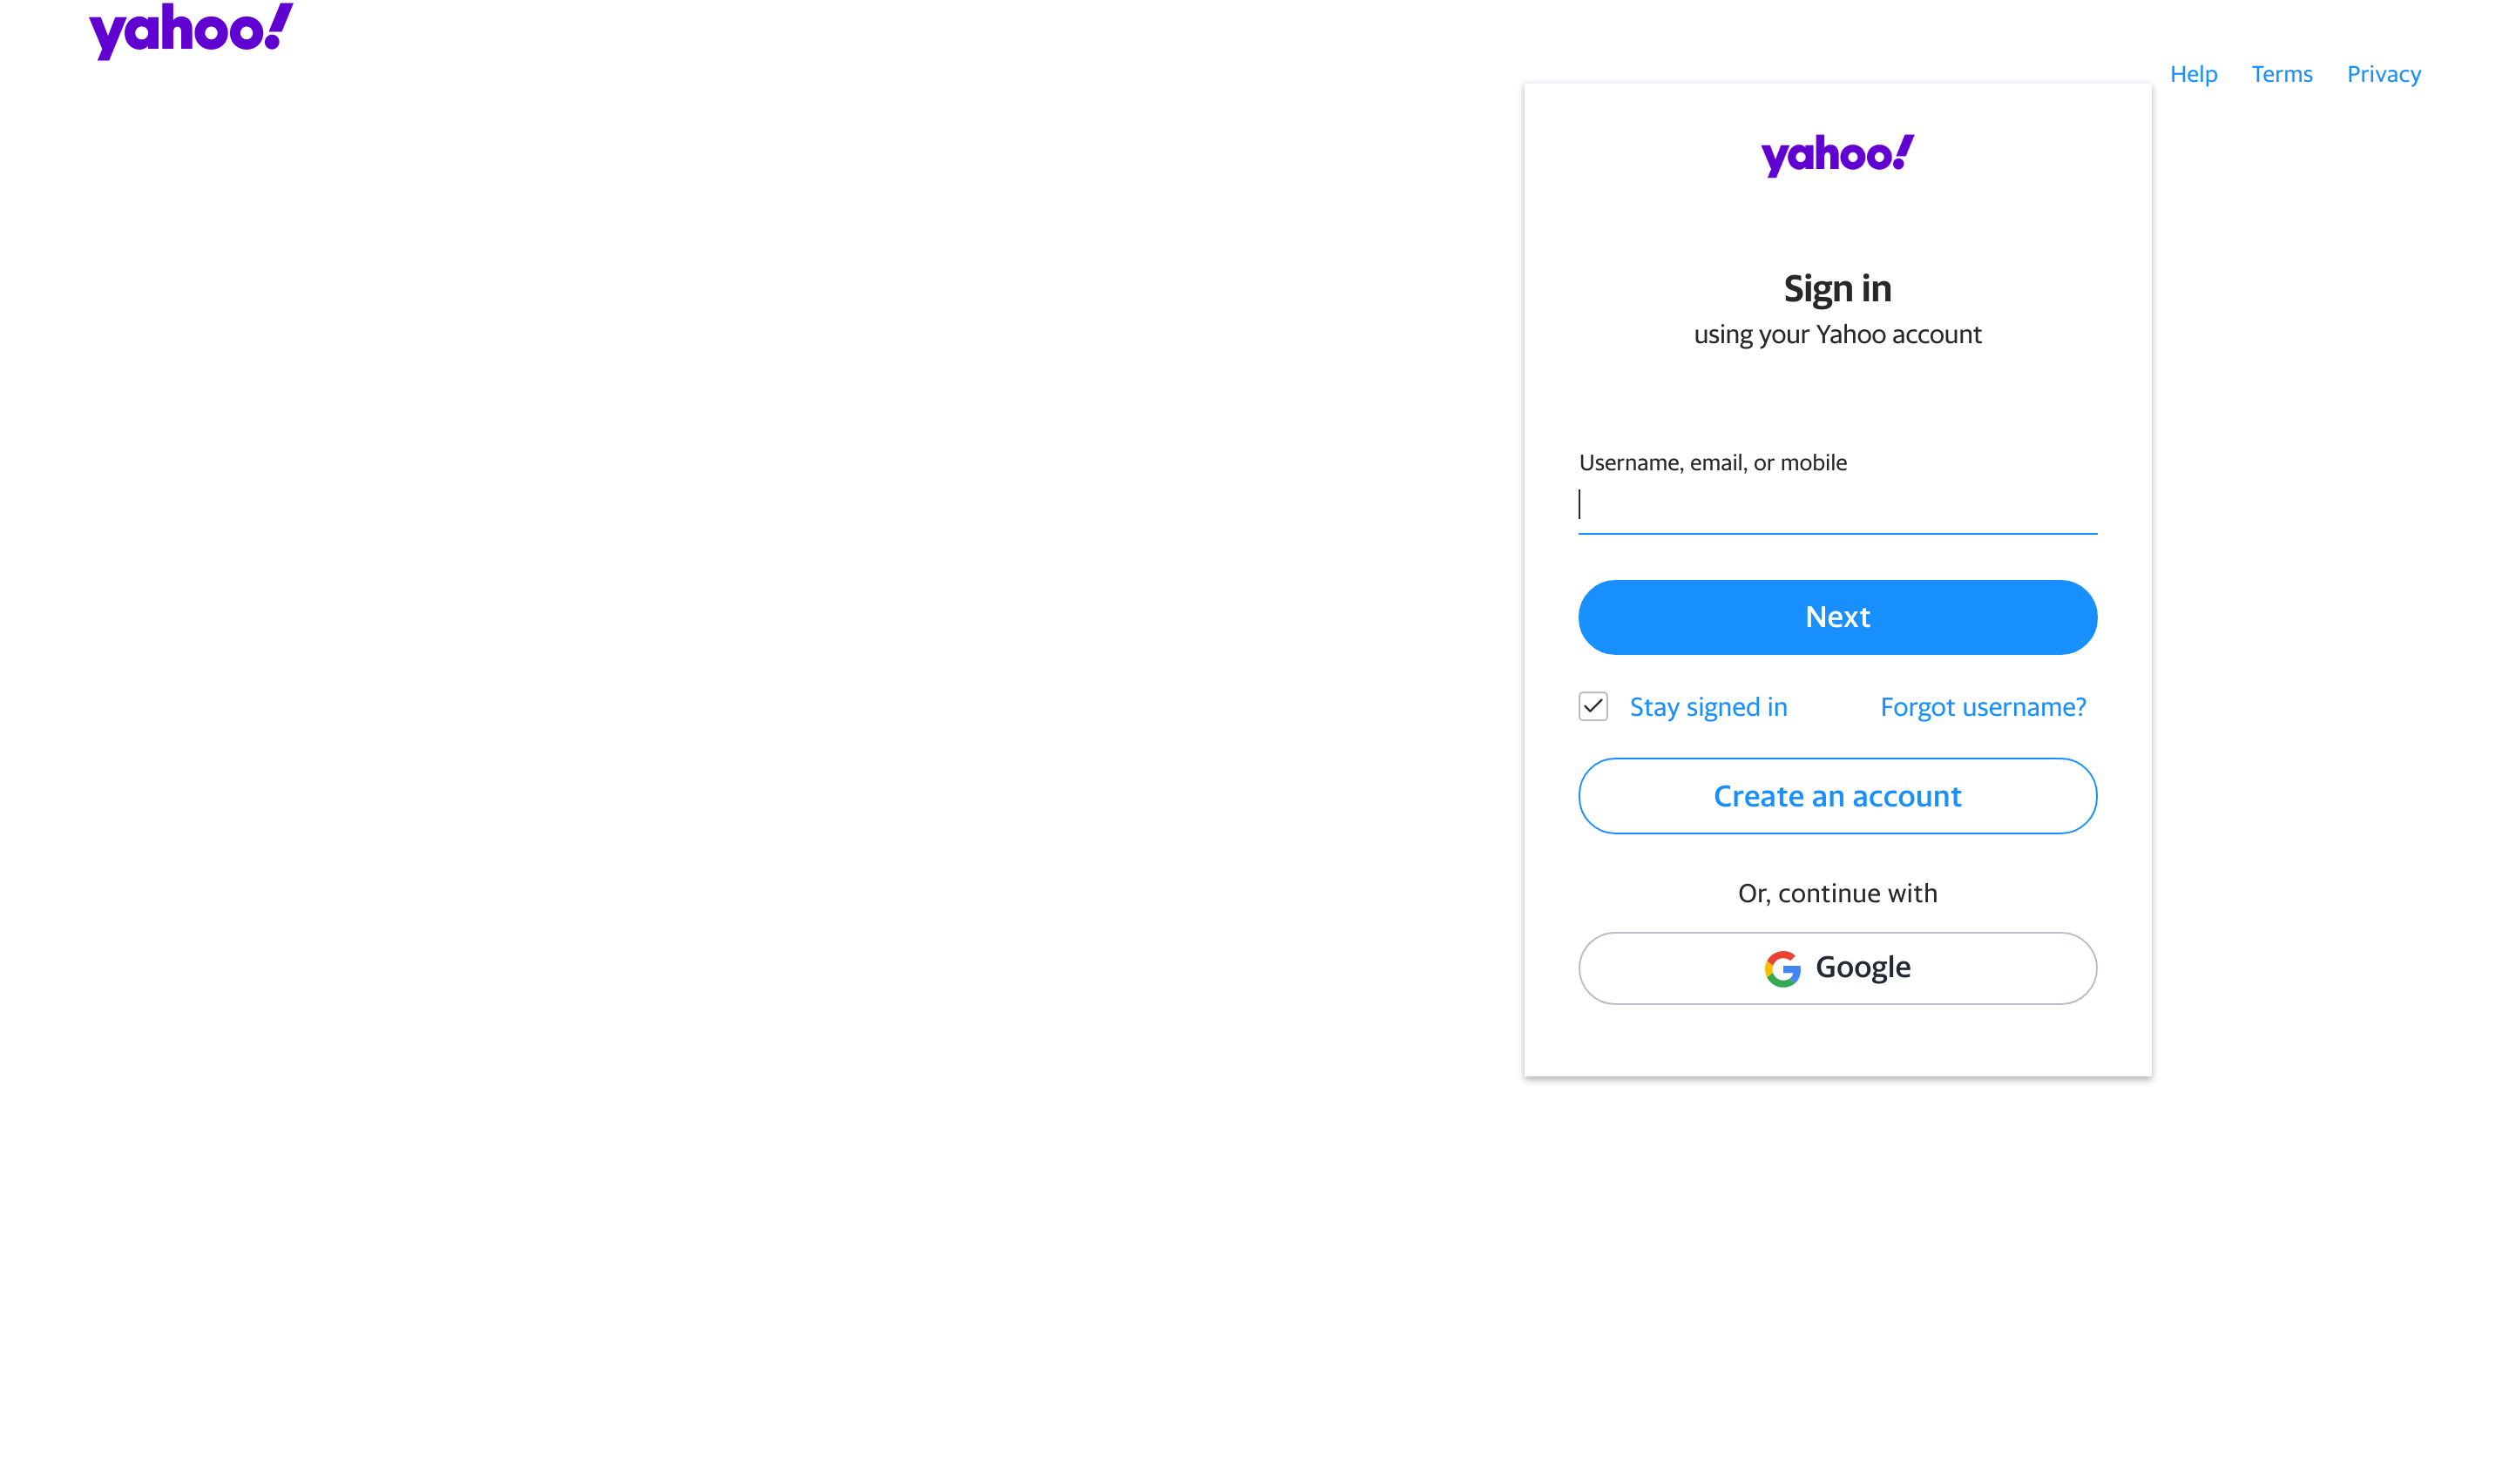 yahoo!
Help Terms Privacy
yahoo!
Sign in
using your Yahoo account
Username, email, or mobile
Next
Stay signed in Forgot username?
Create an account
Or, continue with
Google